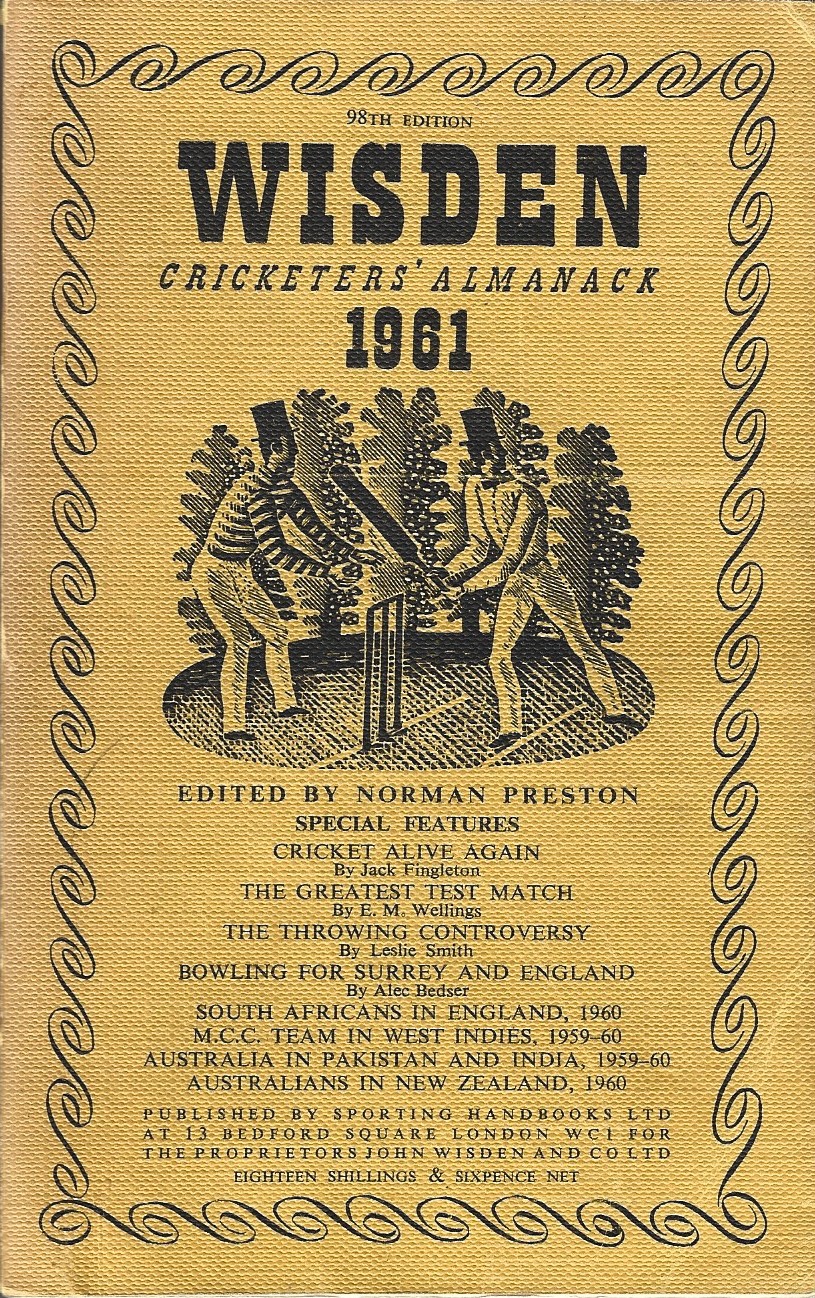 98TH EDITION
WISDEN
CRICKETERS' ALMANACK
1961
EDITED BY NORMAN PRESTON
SPECIAL FEATURES
CRICKET ALIVE AGAIN
By Jack Fingleton
THE GREATEST TEST MATCH
By E. M. Wellings
THE THROWING CONTROVERSY
By Leslie Smith
BOWLING FOR SURREY AND ENGLAND
By Alec Bedser
SOUTH AFRICANS IN ENGLAND, 1960
M.C.C. TEAM IN WEST INDIES, 1959–60
AUSTRALIA IN PAKISTAN AND INDIA, 1959–60
AUSTRALIANS IN NEW ZEALAND, 1960
PUBLISHED BY SPORTING HANDBOOKS LTD
AT 13 BEDFORD SQUARE LONDON WC1 FOR
THE PROPRIETORS JOHN WISDEN AND CO LTD
EIGHTEEN SHILLINGS & SIXPENCE NET